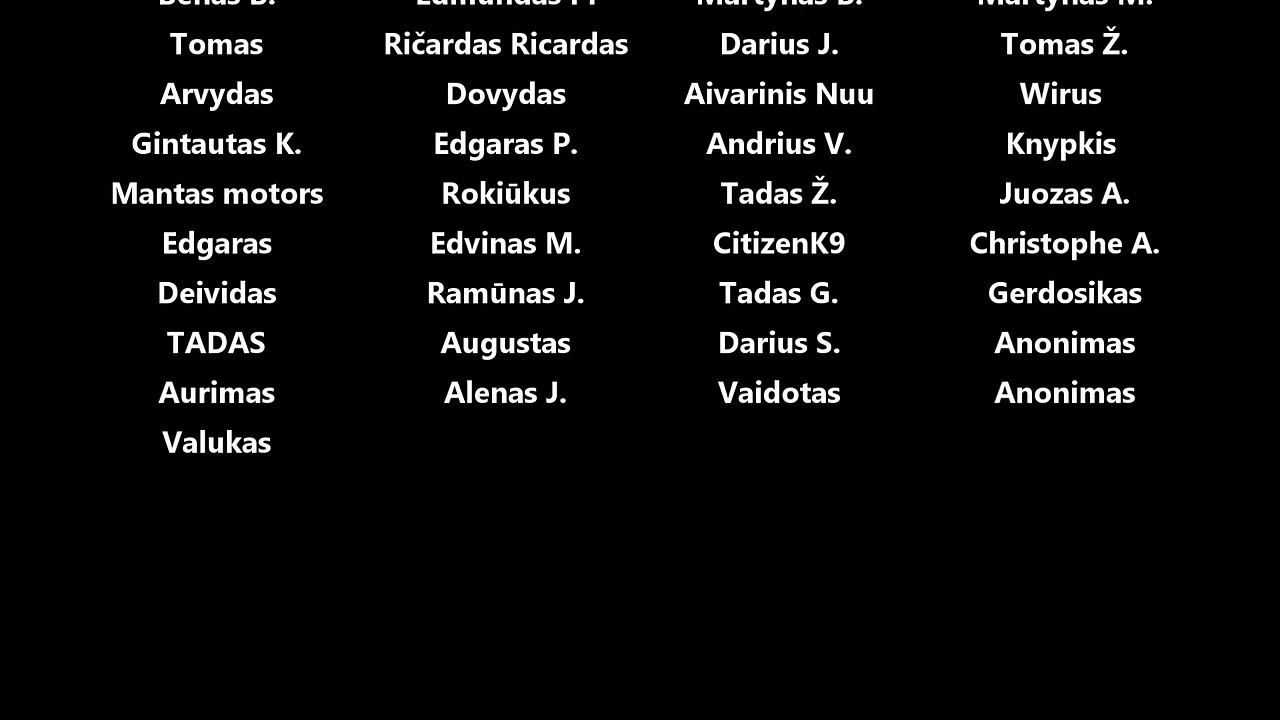 Tomas Ričardas Ricardas Darius J. Tomas Ž.
Arvydas Dovydas Aivarinis Nuu Wirus
Gintautas K. Edgaras P. Andrius V. Knypkis
Mantas motors Rokiūkus Tadas Ž. Juozas A.
Edgaras Edvinas M. CitizenK9 Christophe A.
Deividas Ramūnas J. Tadas G. Gerdosikas
TADAS Augustas Darius S. Anonimas
Aurimas Alenas J. Vaidotas Anonimas
Valukas